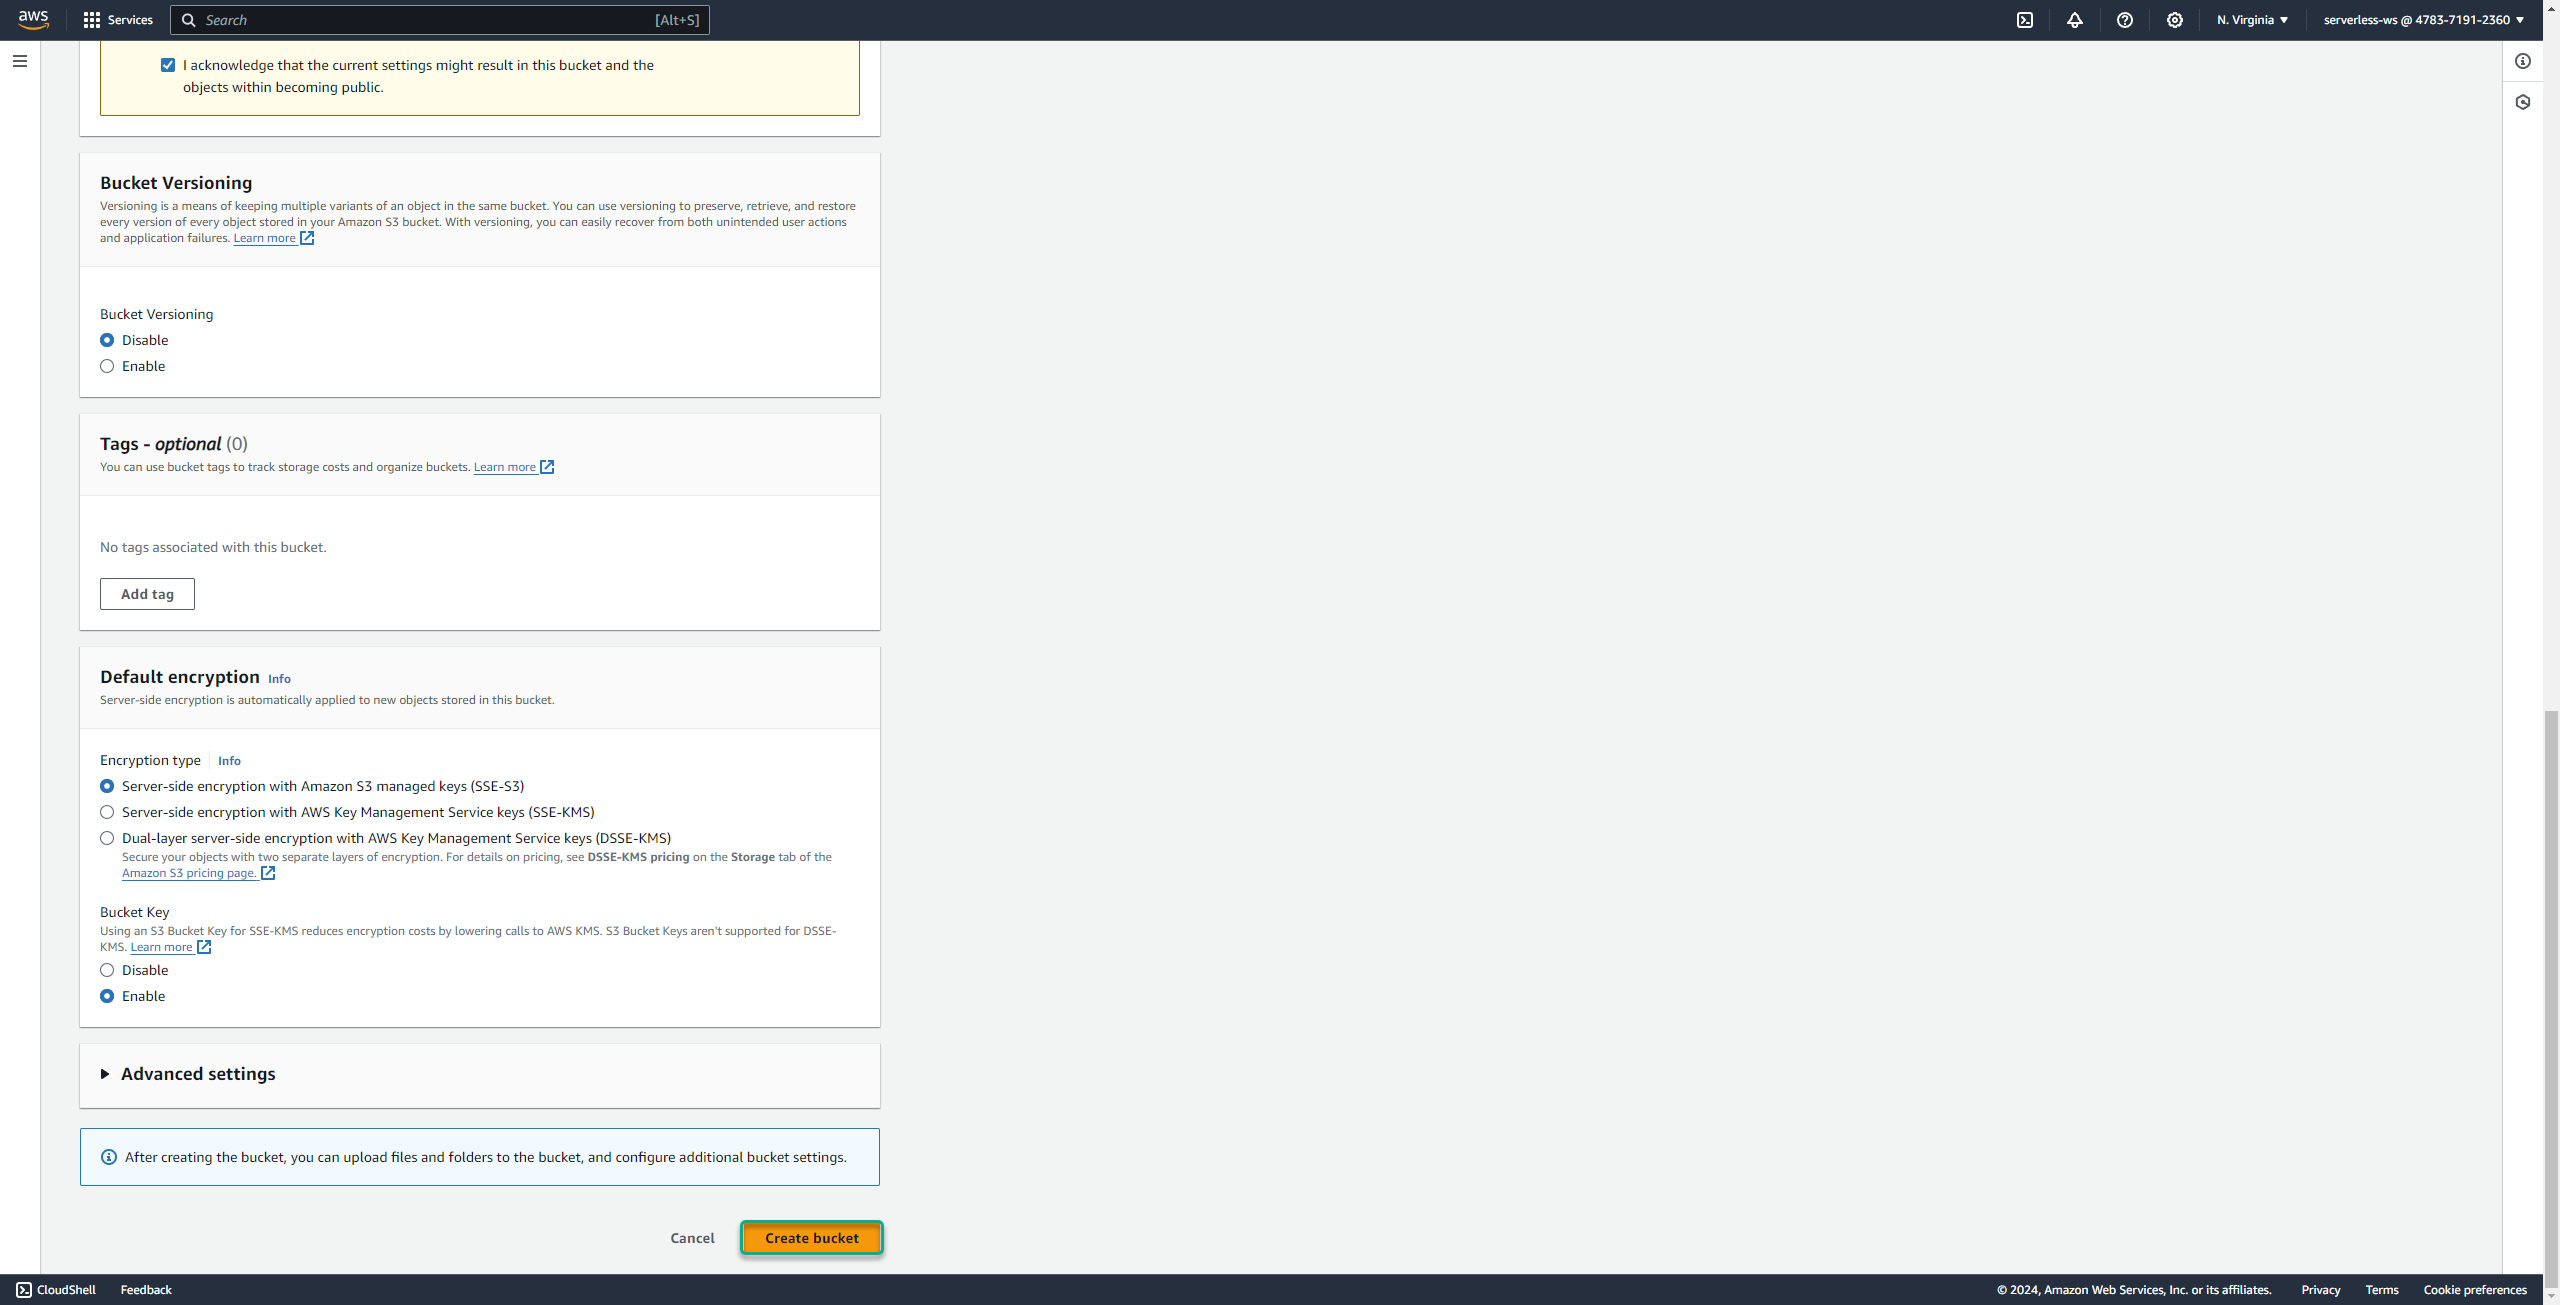 aws
Services
Search
[Alt+S]
N. Virginia ▼
serverless-ws @ 4783-7191-2360 ▼
I acknowledge that the current settings might result in this bucket and the
objects within becoming public.
Bucket Versioning
Versioning is a means of keeping multiple variants of an object in the same bucket. You can use versioning to preserve, retrieve, and restore
every version of every object stored in your Amazon S3 bucket. With versioning, you can easily recover from both unintended user actions
and application failures. Learn more
Bucket Versioning
Disable
Enable
Tags - optional (0)
You can use bucket tags to track storage costs and organize buckets. Learn more
No tags associated with this bucket.
Add tag
Default encryption Info
Server-side encryption is automatically applied to new objects stored in this bucket.
Encryption type Info
Server-side encryption with Amazon S3 managed keys (SSE-S3)
Server-side encryption with AWS Key Management Service keys (SSE-KMS)
Dual-layer server-side encryption with AWS Key Management Service keys (DSSE-KMS)
Secure your objects with two separate layers of encryption. For details on pricing, see DSSE-KMS pricing on the Storage tab of the
Amazon S3 pricing page.
Bucket Key
Using an S3 Bucket Key for SSE-KMS reduces encryption costs by lowering calls to AWS KMS. S3 Bucket Keys aren't supported for DSSE-
KMS. Learn more
Disable
Enable
Advanced settings
After creating the bucket, you can upload files and folders to the bucket, and configure additional bucket settings.
Cancel
Create bucket
CloudShell
Feedback
© 2024, Amazon Web Services, Inc. or its affiliates.
Privacy
Terms
Cookie preferences